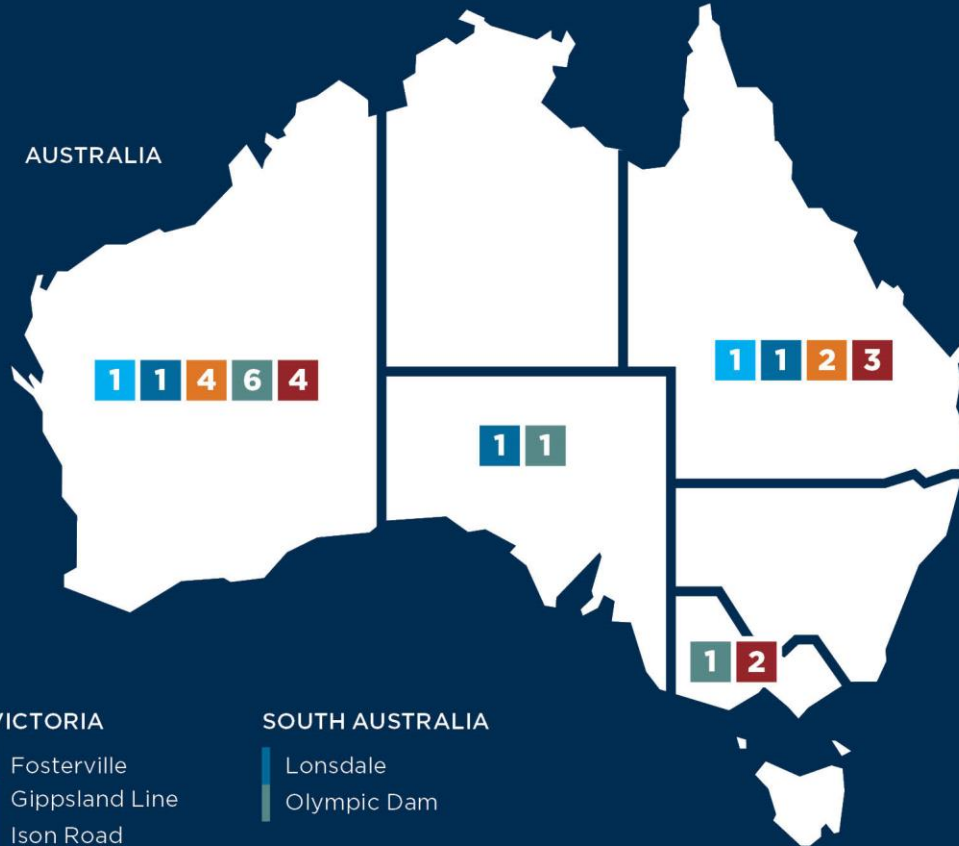 AUSTRALIA
1 1 4 6 4
1 1 2 3
1 1
1 2
VICTORIA
Fosterville
Gippsland Line
Ison Road
SOUTH AUSTRALIA
Lonsdale
Olympic Dam